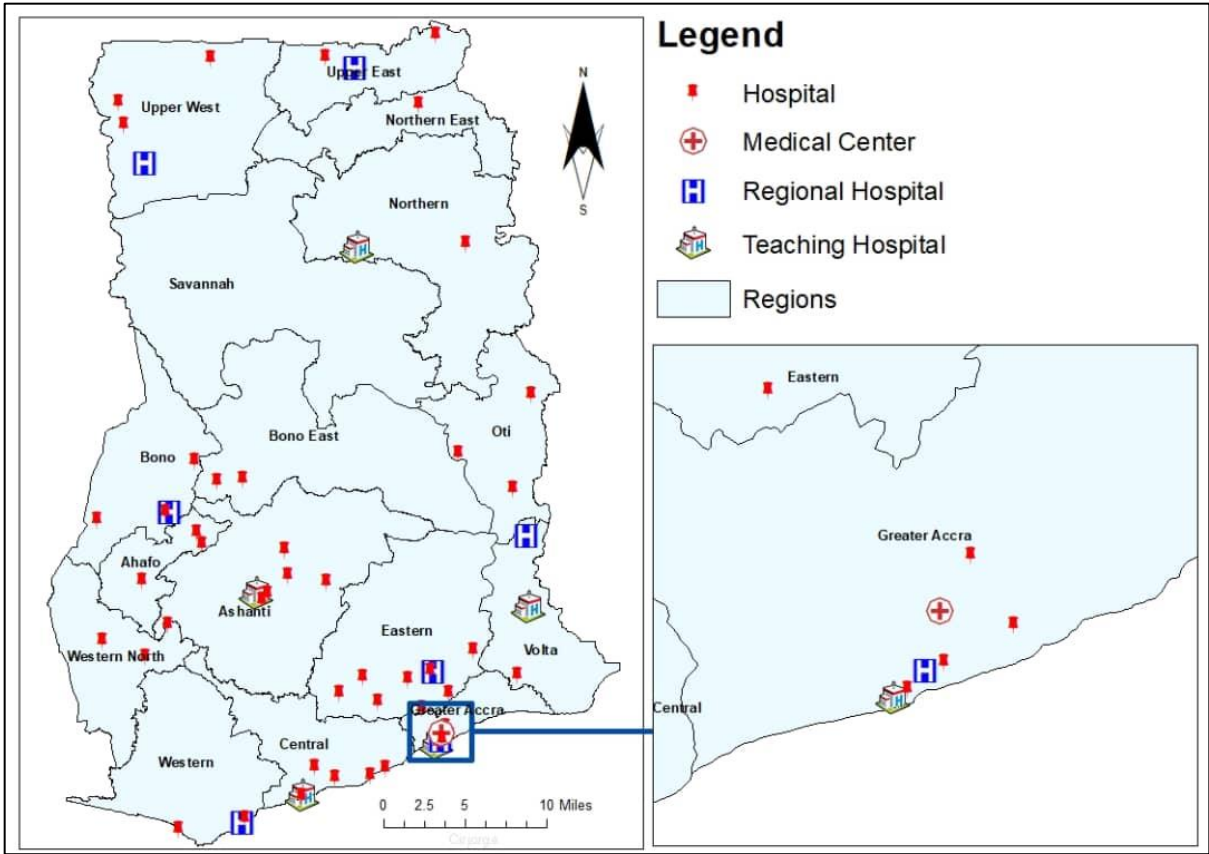 Legend
Hospital
Medical Center
Regional Hospital
Teaching Hospital
Regions
N
S
Upper East
Upper West
Northern East
Northern
Savannah
Bono East
Oti
Bono
Ahafo
Ashanti
Eastern
Volta
Western North
Greater Accra
Central
Western
0 2.5 5 10 Miles
Eastern
Greater Accra
Central
H
H
H
H
H
H
H
H
H
H
H
H
H
H